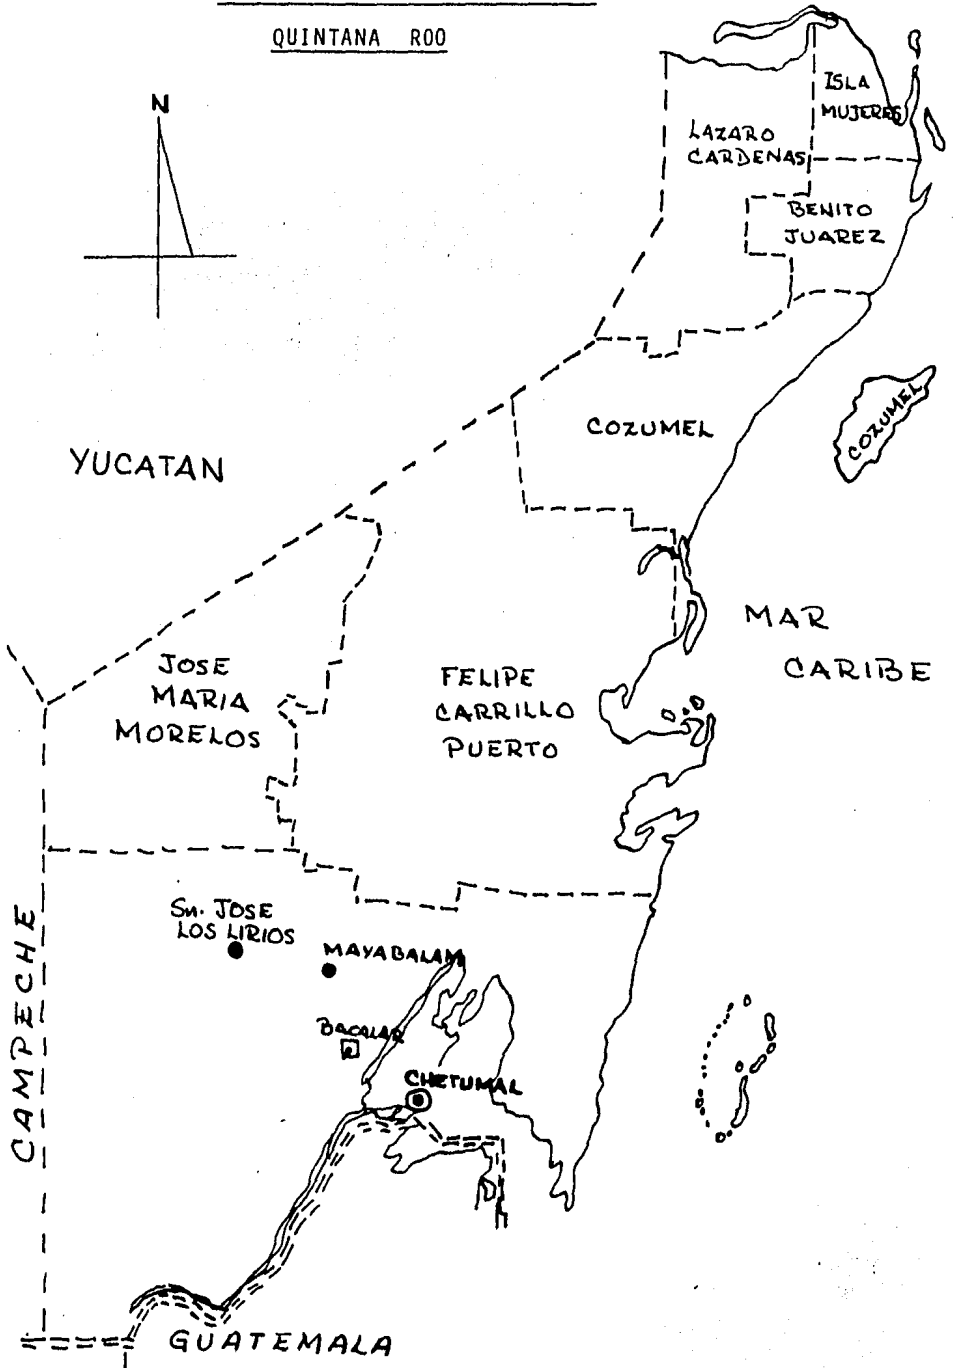 QUINTANA ROO
N
ISLA
MUJERES
LAZARO
CARDENAS
BENITO
JUAREZ
COZUMEL
COZUMEL
YUCATAN
MAR
CARIBE
JOSE
MARIA
MORELOS
FELIPE
CARRILLO
PUERTO
Sn. JOSE
LOS LIRIOS
MAYABALAM
BACALAR
CHETUMAL
CAMPECHE
GUATEMALA